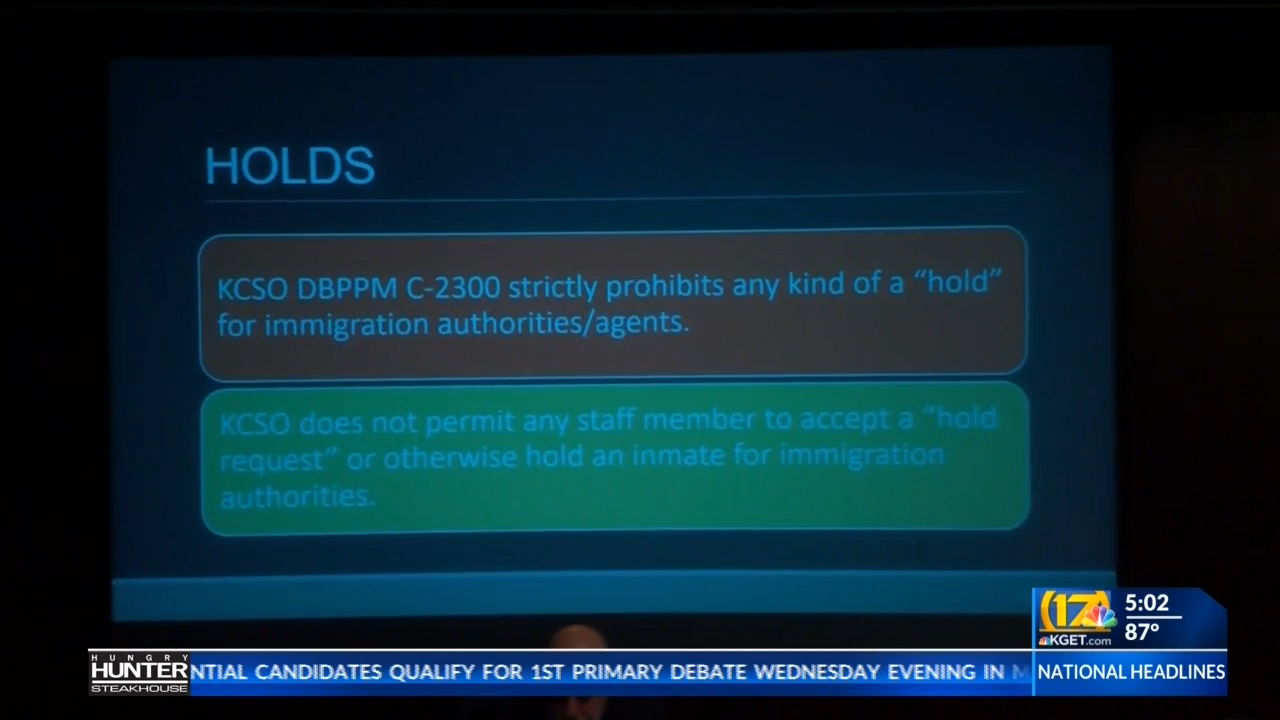 HOLDS
KCSO DBPPM C-2300 strictly prohibits any kind of a “hold”
for immigration authorities/agents.
KCSO does not permit any staff member to accept a “hold
request” or otherwise hold an inmate for immigration
authorities.
17
KGET.com
5:02
87°
HUNGRY
HUNTER
STEAKHOUSE
NTIAL CANDIDATES QUALIFY FOR 1ST PRIMARY DEBATE WEDNESDAY EVENING IN
NATIONAL HEADLINES